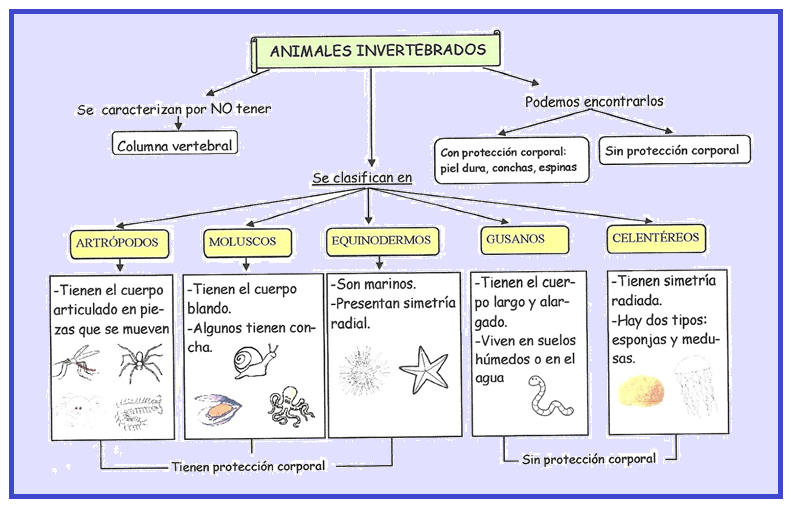 ANIMALES INVERTEBRADOS
Se caracterizan por NO tener
Columna vertebral
Podemos encontrarlos
Con protección corporal:
piel dura, conchas, espinas
Sin protección corporal
Se clasifican en
ARTRÓPODOS
MOLUSCOS
EQUINODERMOS
GUSANOS
CELENTÉREOS
-Tienen el cuerpo
articulado en pie-
zas que se mueven
-Tienen el cuerpo
blando.
-Algunos tienen con-
cha.
-Son marinos.
-Presentan simetría
radial.
-Tienen el cuer-
po largo y alar-
gado.
-Viven en suelos
húmedos o en el
agua
-Tienen simetría
radiada.
-Hay dos tipos:
esponjas y medu-
sas.
Tienen protección corporal
Sin protección corporal